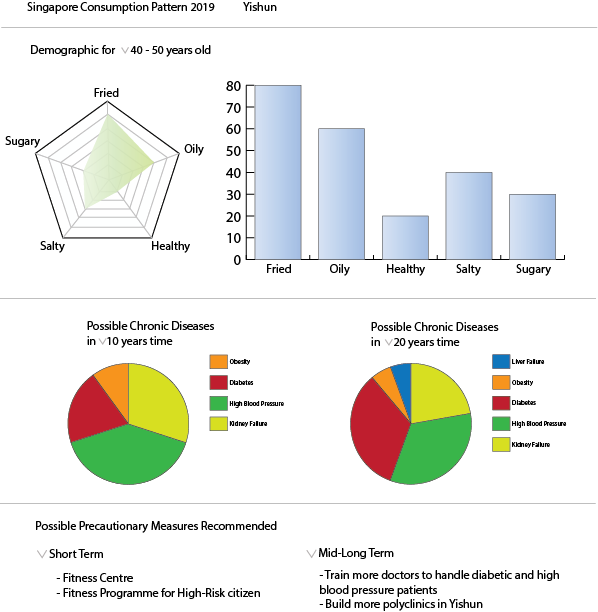 Singapore Consumption Pattern 2019 Yishun
Demographic for 40 - 50 years old
Fried
Sugary
Oily
Salty
Healthy
80
70
60
50
40
30
20
10
0
Fried Oily Healthy Salty Sugary
Possible Chronic Diseases
in 10 years time
Obesity
Diabetes
High Blood Pressure
Kidney Failure
Possible Chronic Diseases
in 20 years time
Liver Failure
Obesity
Diabetes
High Blood Pressure
Kidney Failure
Possible Precautionary Measures Recommended
Short Term
- Fitness Centre
- Fitness Programme for High-Risk citizen
Mid-Long Term
- Train more doctors to handle diabetic and high
blood pressure patients
- Build more polyclinics in Yishun